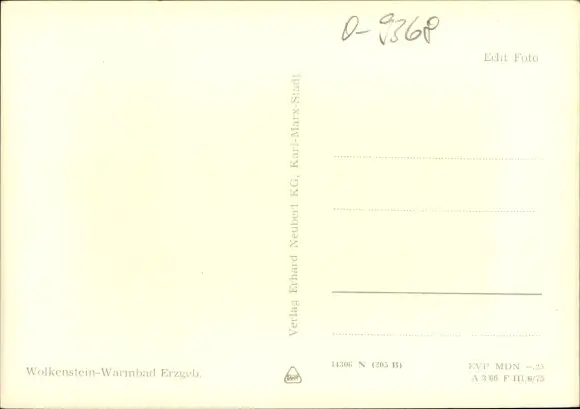 O-9368
Echt Foto
Verlag Erhard Neubert KG, Karl-Marx-Stadt
Wolkenstein-Warmbad Erzgeb.
14306 N (205 B)
EVP MDN -,25
A 3/66 F III/6/73